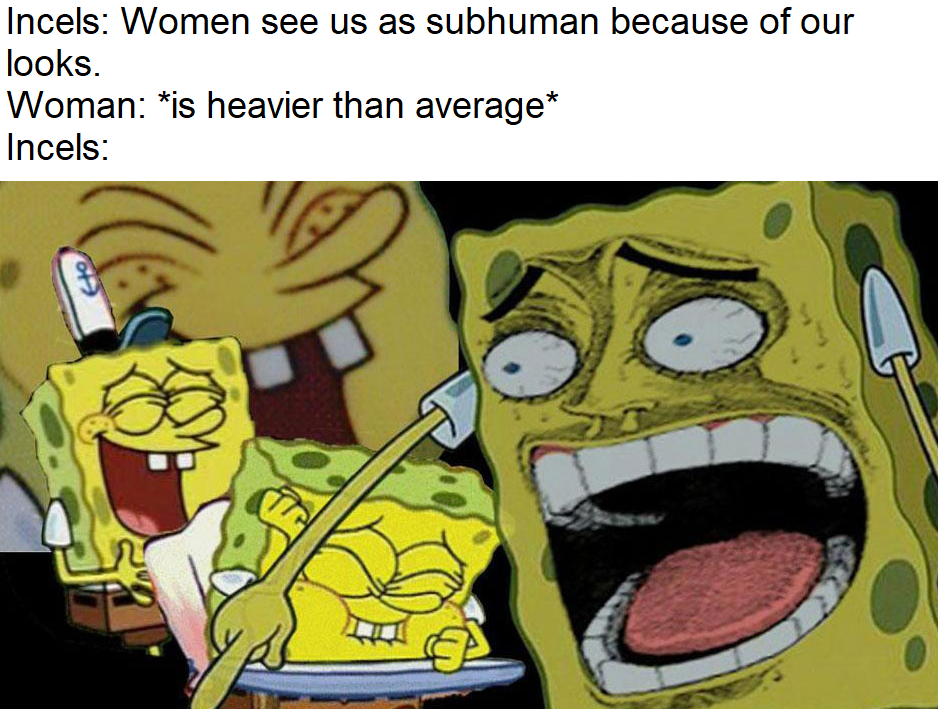 Incels: Women see us as subhuman because of our
looks.
Woman: *is heavier than average*
Incels: